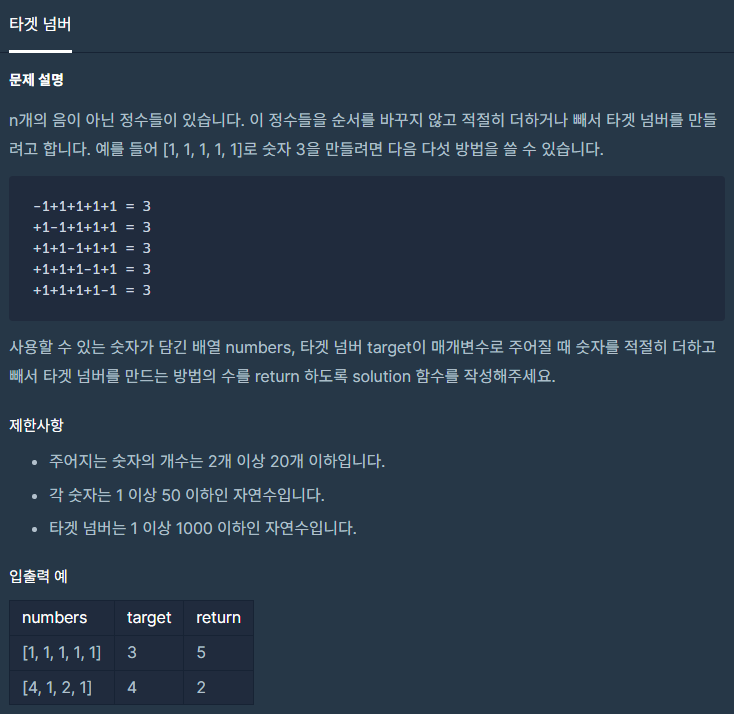 타겟 넘버
문제 설명
n개의 음이 아닌 정수들이 있습니다. 이 정수들을 순서를 바꾸지 않고 적절히 더하거나 빼서 타겟 넘버를 만들
려고 합니다. 예를 들어 [1, 1, 1, 1, 1]로 숫자 3을 만들려면 다음 다섯 방법을 쓸 수 있습니다.
-1+1+1+1+1 = 3
+1-1+1+1+1 = 3
+1+1-1+1+1 = 3
+1+1+1-1+1 = 3
+1+1+1+1-1 = 3
사용할 수 있는 숫자가 담긴 배열 numbers, 타겟 넘버 target이 매개변수로 주어질 때 숫자를 적절히 더하고
빼서 타겟 넘버를 만드는 방법의 수를 return 하도록 solution 함수를 작성해주세요.
제한사항
• 주어지는 숫자의 개수는 2개 이상 20개 이하입니다.
• 각 숫자는 1 이상 50 이하인 자연수입니다.
• 타겟 넘버는 1 이상 1000 이하인 자연수입니다.
입출력 예
numbers target return
[1, 1, 1, 1, 1] 3 5
[4, 1, 2, 1] 4 2